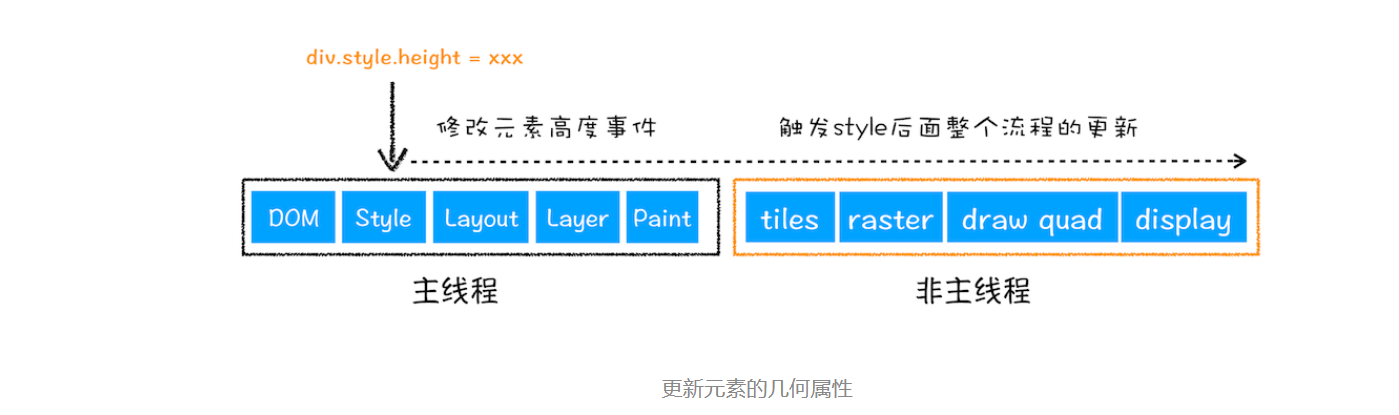 div.style.height = xxx
修改元素高度事件 触发style后面整个流程的更新
DOM Style Layout Layer Paint tiles raster draw quad display
主线程 非主线程
更新元素的几何属性